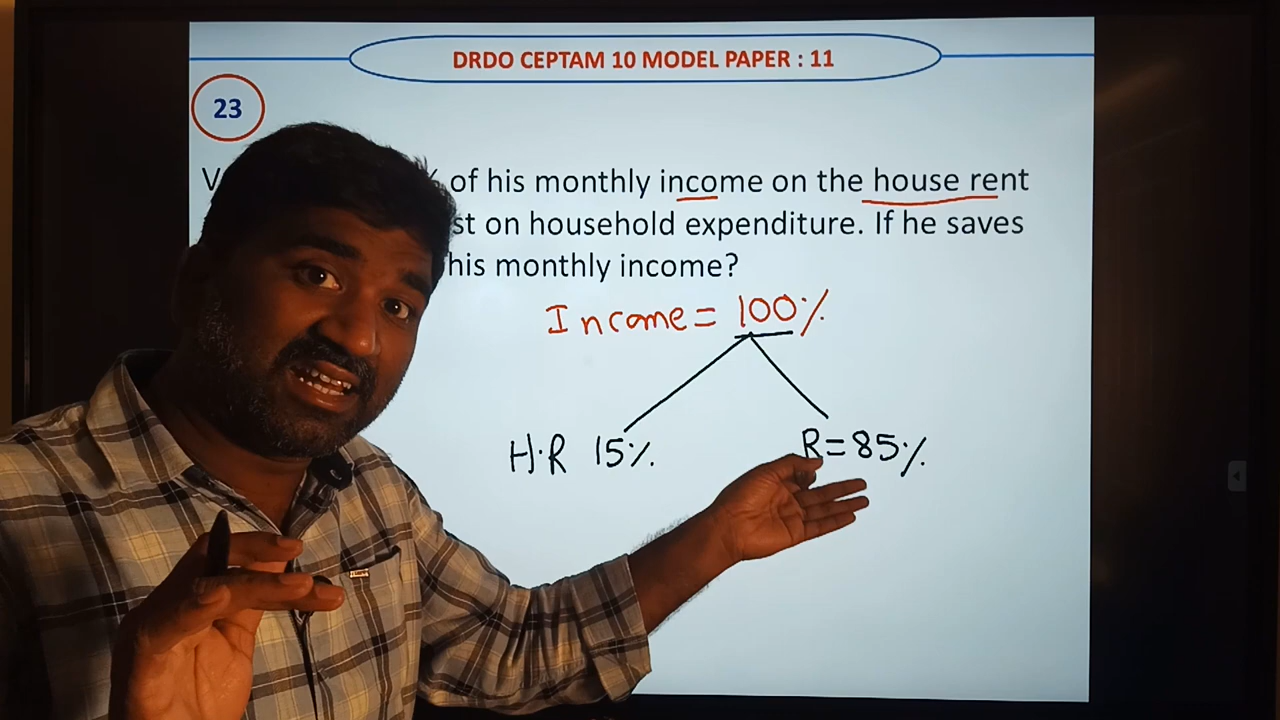 DRDO CEPTAM 10 MODEL PAPER : 11
23
of his monthly income on the house rent
on household expenditure. If he saves
his monthly income?
Income = 100%
H.R 15% R=85%